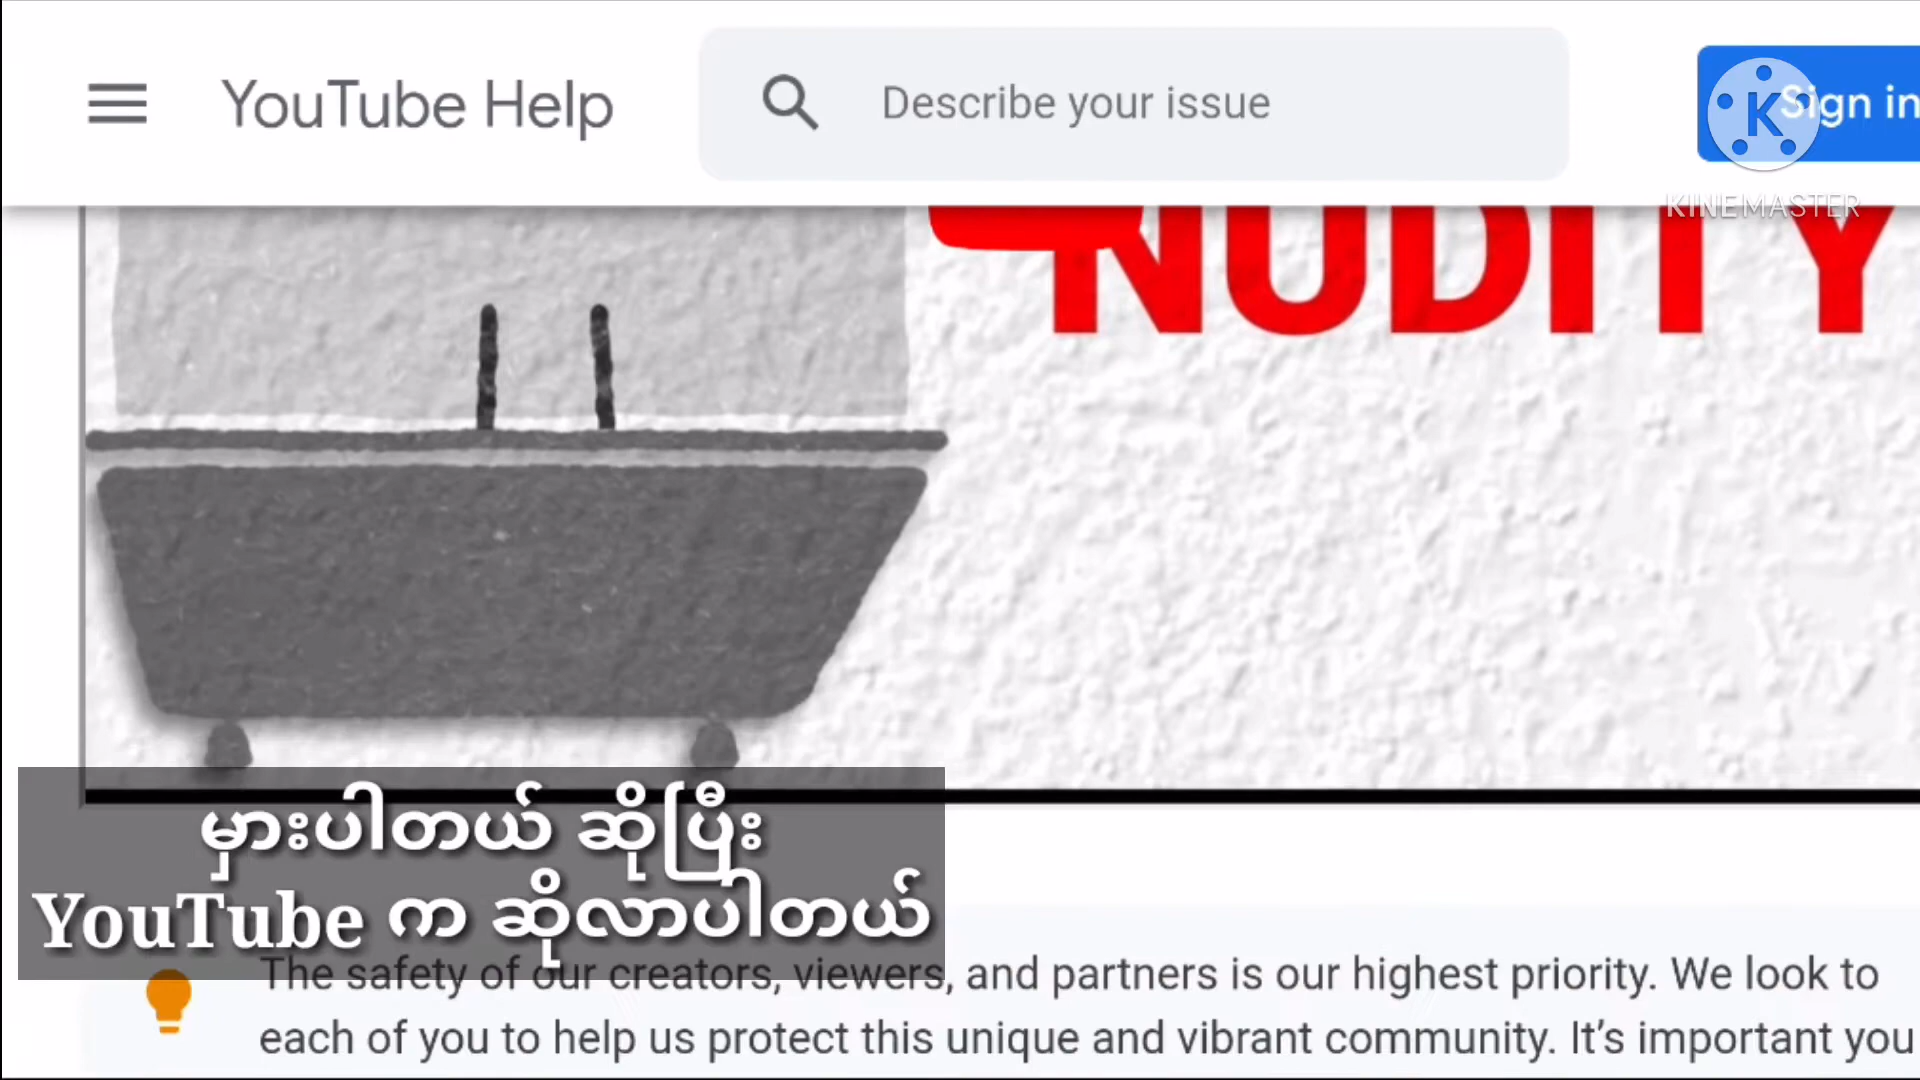 YouTube Help
Describe your issue
Sign in
K
KINEMASTER
NUDITY
မှားပါတယ် ဆိုပြီး
YouTube က ဆိုလာပါတယ်
The safety of our creators, viewers, and partners is our highest priority. We look to
each of you to help us protect this unique and vibrant community. It’s important you